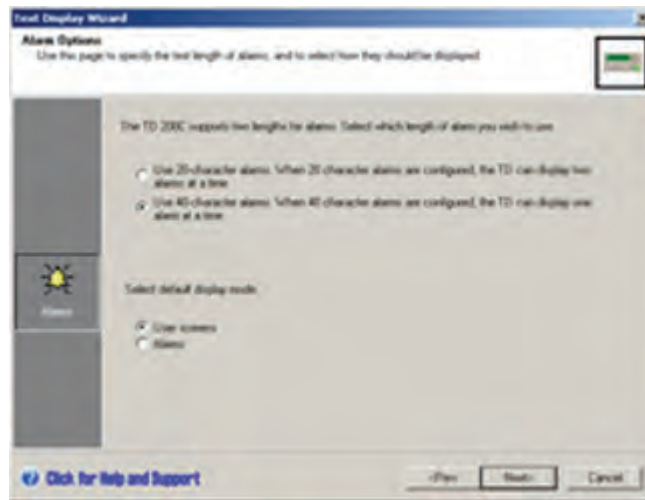 Text Display Wizard
Alarm Options
Use this page to specify the text length of alarms, and to select how they should be displayed.
The TD 200C supports two lengths for alarms. Select which length of alarm you wish to use.
Use 20-character alarms. When 20 character alarms are configured, the TD can display two
alarms at a time
Use 40-character alarms. When 40 character alarms are configured, the TD can display one
alarm at a time
Select default display mode:
User screens
Alarms
Alarms
Click for Help and Support
<Prev
Next>
Cancel